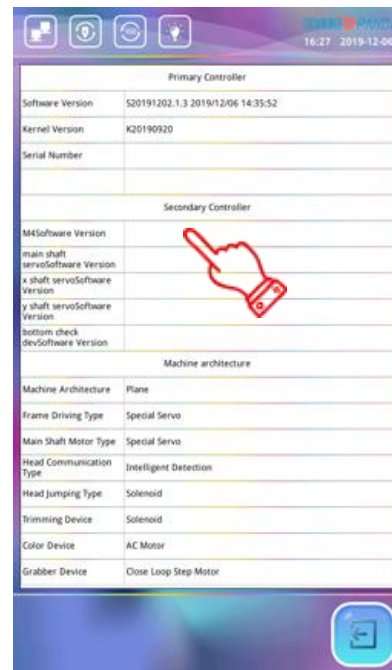 16:27 2019-12-06
Primary Controller
Software Version S20191202.1.3 2019/12/06 14:35:52
Kernel Version K20190920
Serial Number
Secondary Controller
M4Software Version
main shaft
servoSoftware Version
x shaft servoSoftware
Version
y shaft servoSoftware
Version
bottom check
devSoftware Version
Machine architecture
Machine Architecture Plane
Frame Driving Type Special Servo
Main Shaft Motor Type Special Servo
Head Communication
Type Intelligent Detection
Head Jumping Type Solenoid
Trimming Device Solenoid
Color Device AC Motor
Grabber Device Close Loop Step Motor